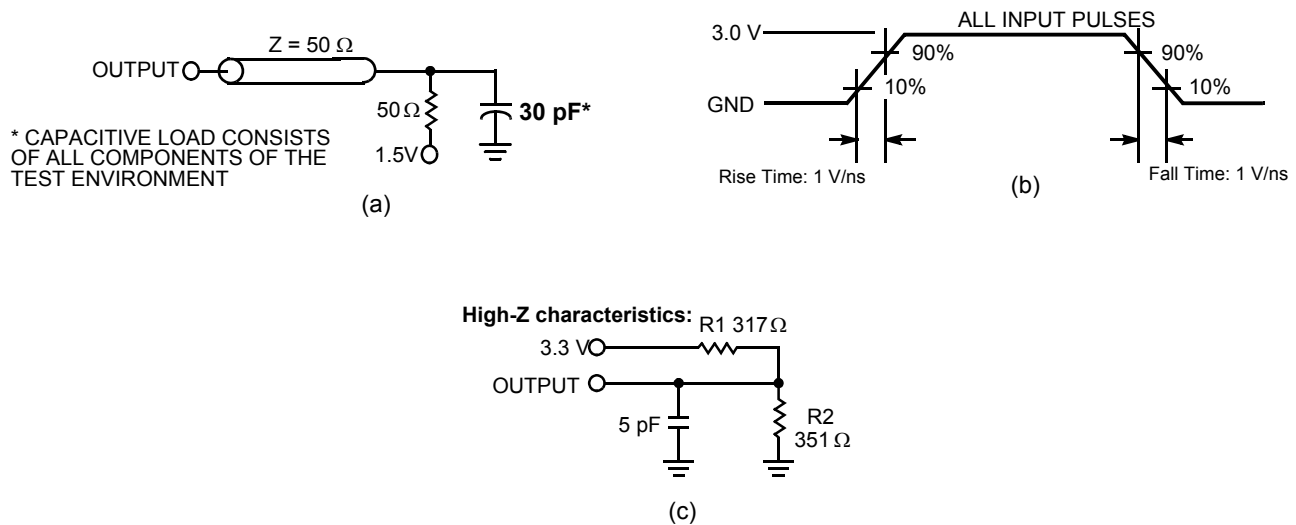 Z = 50 Ω
OUTPUT
50 Ω
30 pF*
1.5V
* CAPACITIVE LOAD CONSISTS
OF ALL COMPONENTS OF THE
TEST ENVIRONMENT
(a)
ALL INPUT PULSES
3.0 V
90%
10%
GND
90%
10%
Rise Time: 1 V/ns
Fall Time: 1 V/ns
(b)
High-Z characteristics:
R1 317 Ω
3.3 V
OUTPUT
5 pF
R2
351 Ω
(c)